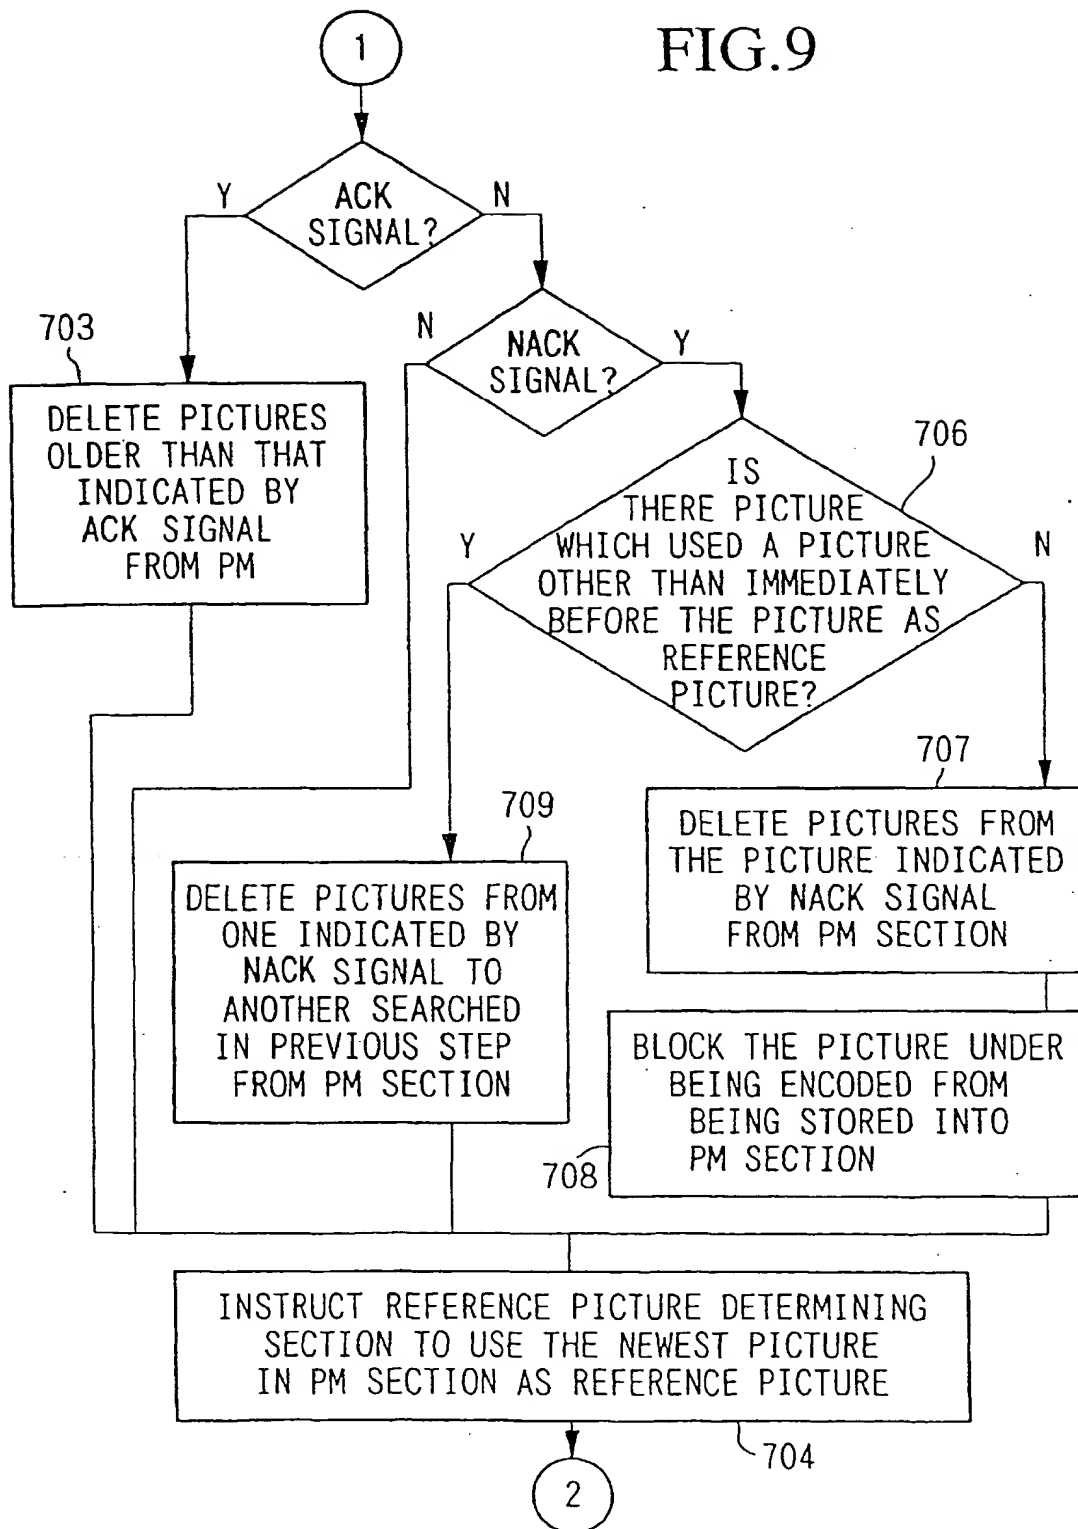 FIG.9
1
ACK
SIGNAL?
Y
N
NACK
SIGNAL?
N
Y
703
DELETE PICTURES
OLDER THAN THAT
INDICATED BY
ACK SIGNAL
FROM PM
706
IS
THERE PICTURE
WHICH USED A PICTURE
OTHER THAN IMMEDIATELY
BEFORE THE PICTURE AS
REFERENCE
PICTURE?
Y
N
709
DELETE PICTURES FROM
ONE INDICATED BY
NACK SIGNAL TO
ANOTHER SEARCHED
IN PREVIOUS STEP
FROM PM SECTION
707
DELETE PICTURES FROM
THE PICTURE INDICATED
BY NACK SIGNAL
FROM PM SECTION
BLOCK THE PICTURE UNDER
BEING ENCODED FROM
BEING STORED INTO
PM SECTION
708
INSTRUCT REFERENCE PICTURE DETERMINING
SECTION TO USE THE NEWEST PICTURE
IN PM SECTION AS REFERENCE PICTURE
704
2